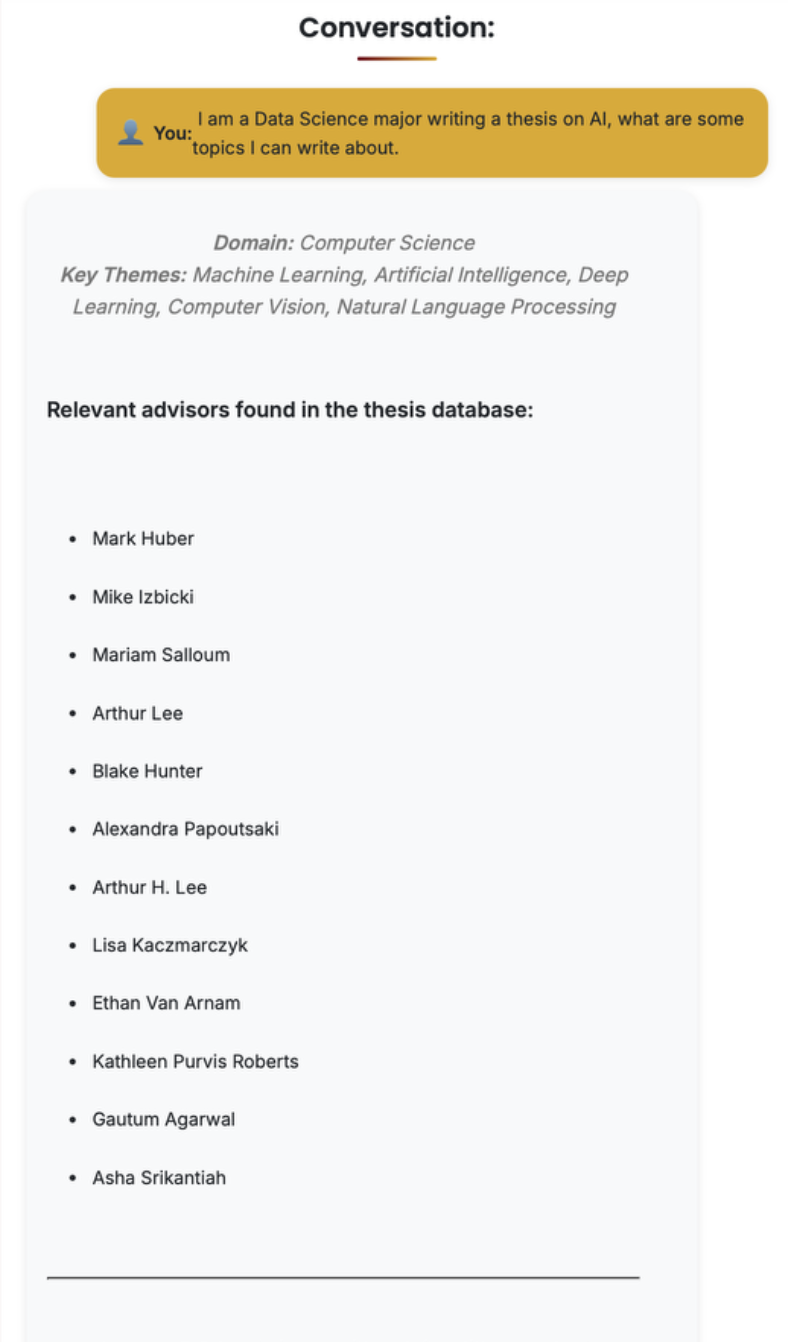 Conversation:
You: I am a Data Science major writing a thesis on AI, what are some
topics I can write about.
Domain: Computer Science
Key Themes: Machine Learning, Artificial Intelligence, Deep
Learning, Computer Vision, Natural Language Processing
Relevant advisors found in the thesis database:
• Mark Huber
• Mike Izbicki
• Mariam Salloum
• Arthur Lee
• Blake Hunter
• Alexandra Papoutsaki
• Arthur H. Lee
• Lisa Kaczmarczyk
• Ethan Van Arnam
• Kathleen Purvis Roberts
• Gautum Agarwal
• Asha Srikantiah